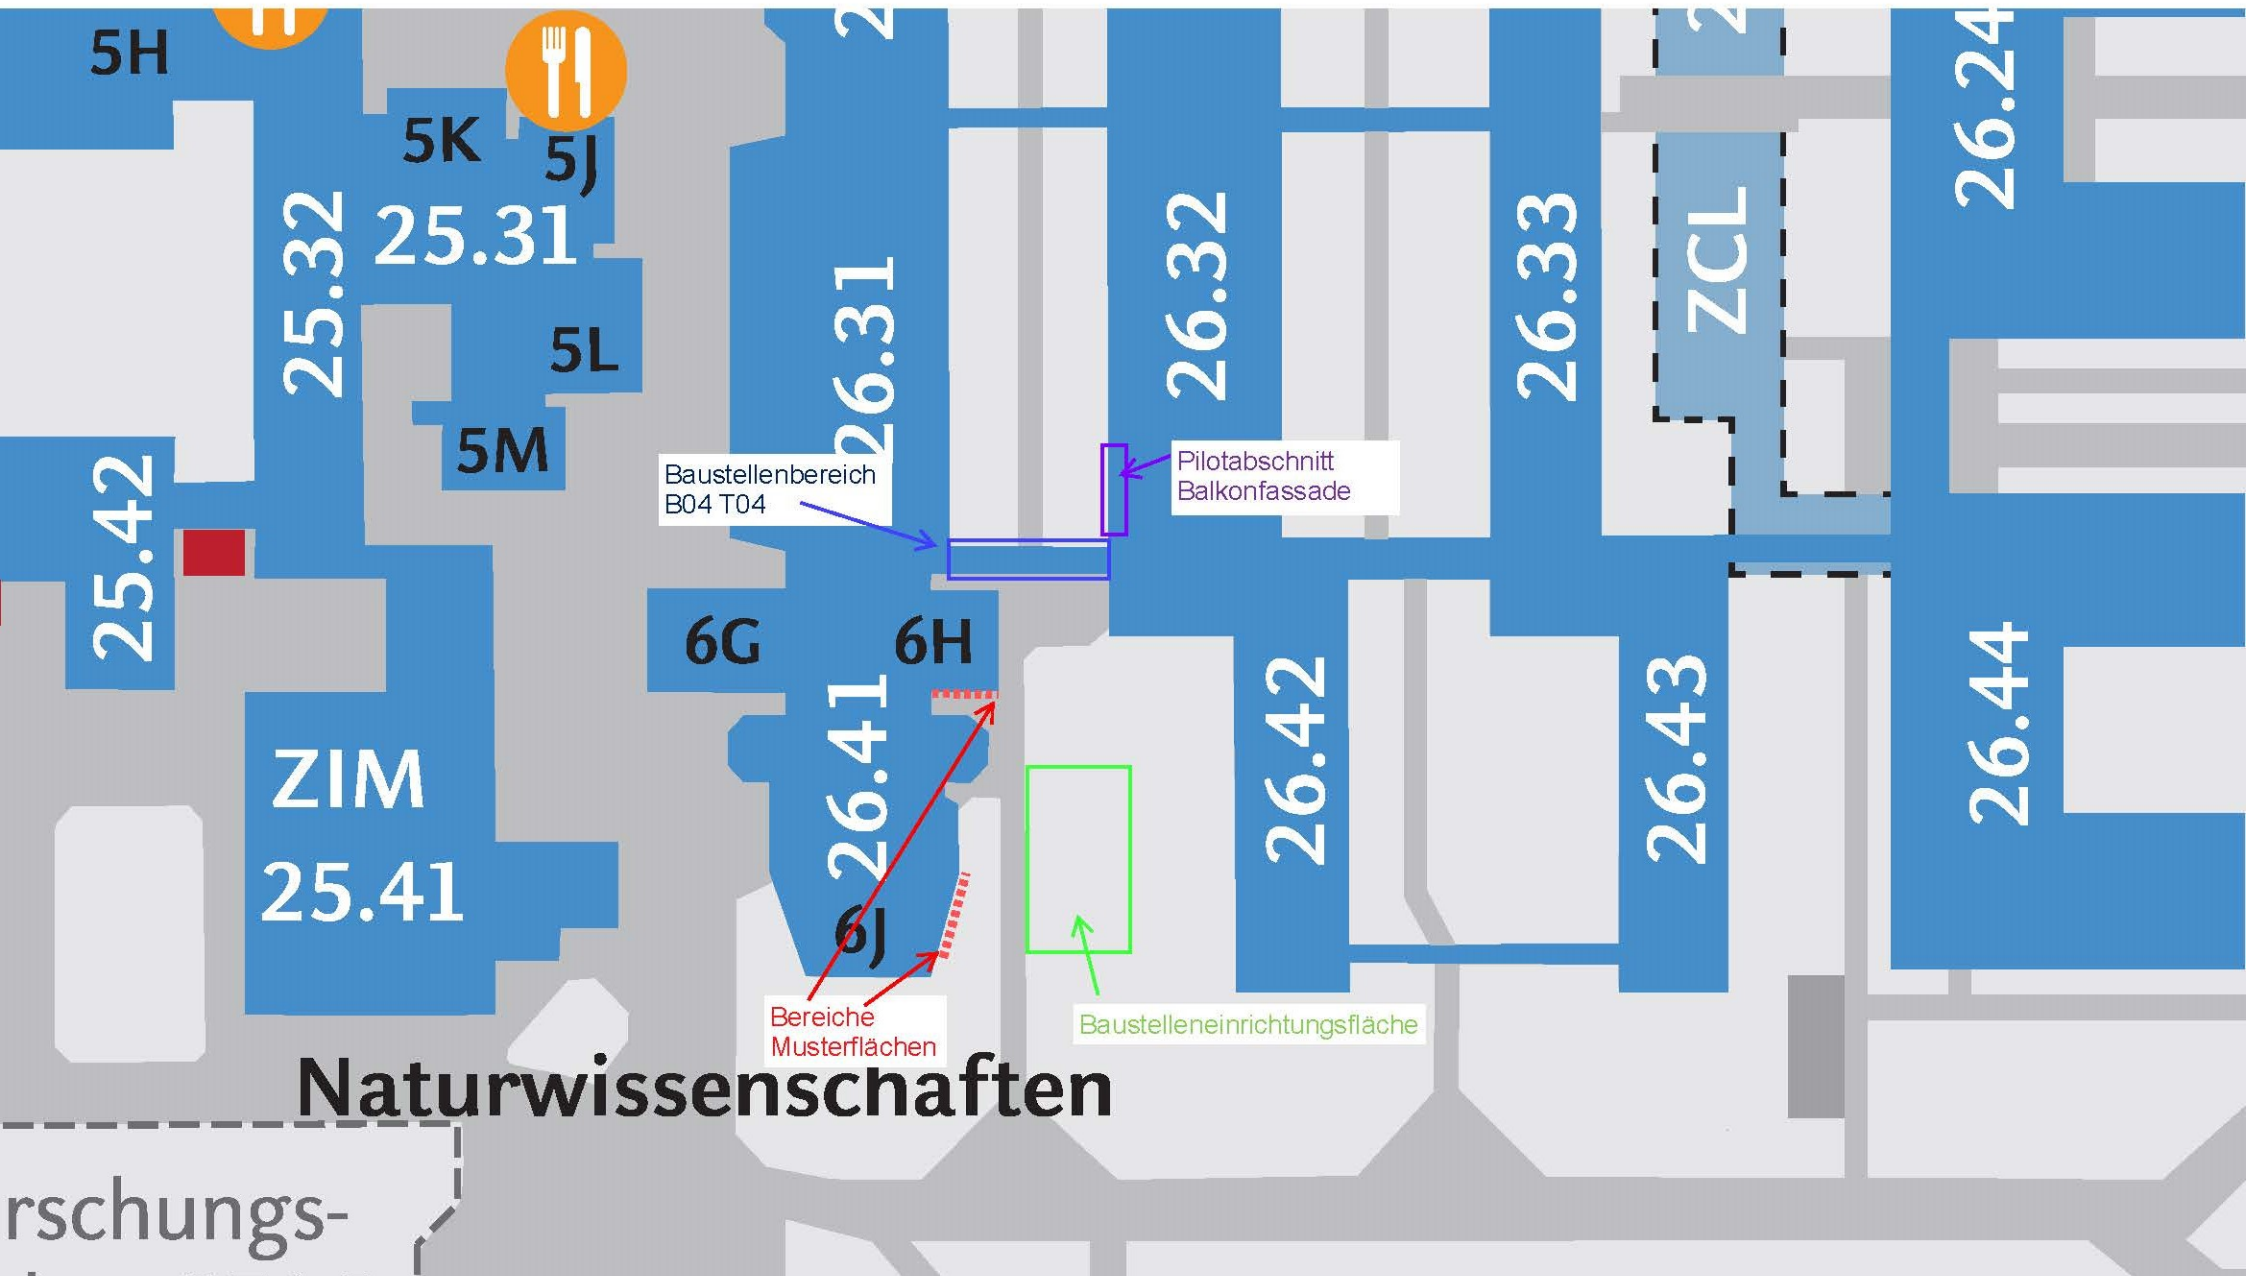 5H
5K
5J
25.31
25.32
5L
5M
25.42
26.31
26.32
26.33
ZCL
26.24
Baustellenbereich
B04 T04
Pilotabschnitt
Balkonfassade
6G
6H
26.41
6J
26.42
26.43
26.44
ZIM
25.41
Bereiche
Musterflächen
Baustelleneinrichtungsfläche
Naturwissenschaften
rschungs-